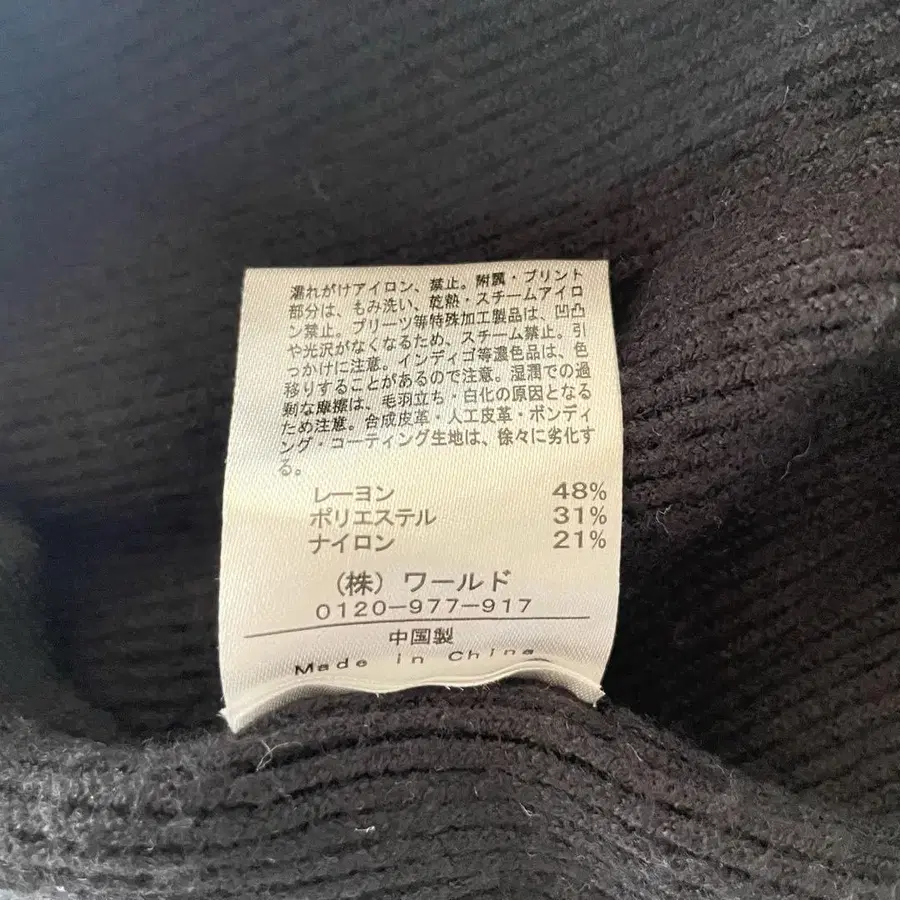 濡れがけアイロン、禁止。附属・プリント
部分は、もみ洗い、乾熱・スチームアイロ
ン禁止。プリーツ等特殊加工製品は、凹凸
や光沢がなくなるため、スチーム禁止。引
っかけに注意。インディゴ等濃色品は、色
移りすることがあるので注意。湿潤での過
剰な摩擦は、毛羽立ち・白化の原因となる
ため注意。合成皮革・人工皮革・ボンディ
ング・コーティング生地は、徐々に劣化す
る。
レーヨン 48%
ポリエステル 31%
ナイロン 21%
（株）ワールド
0120-977-917
中国製
Made in China